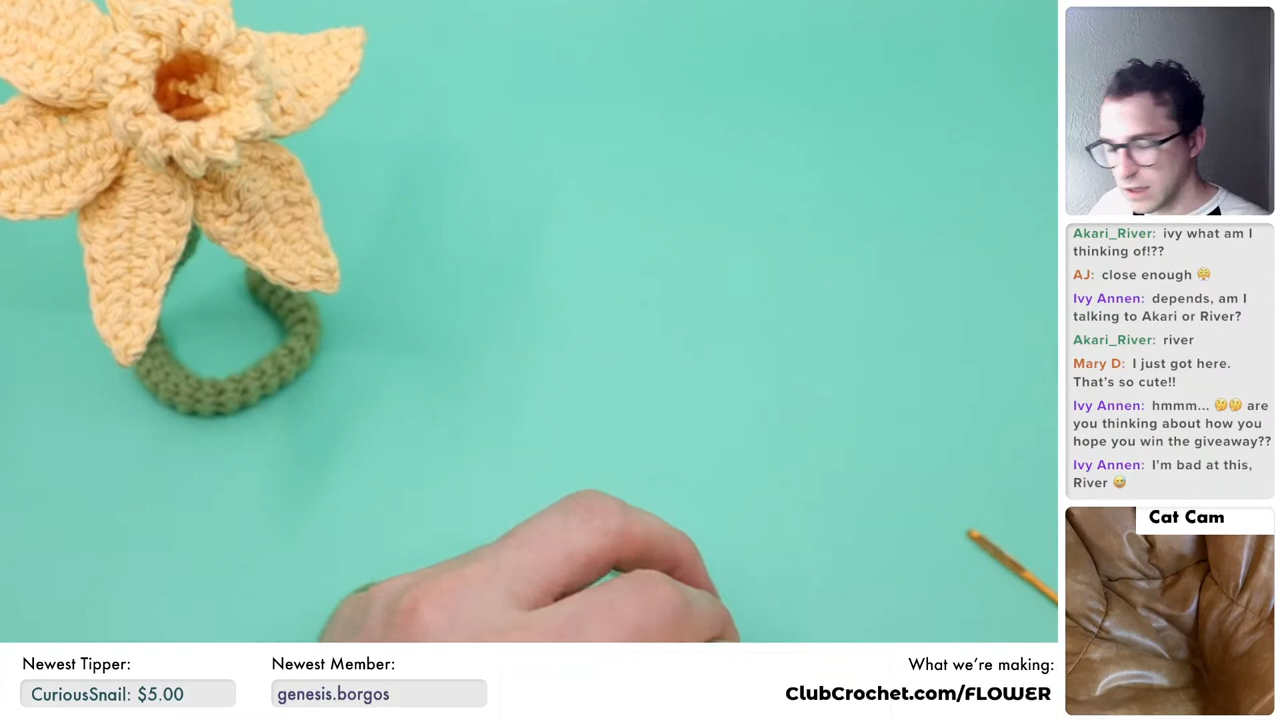 Akari_River: ivy what am I
thinking of!??
AJ: close enough 😤
Ivy Annen: depends, am I
talking to Akari or River?
Akari_River: river
Mary D: I just got here.
That's so cute!!
Ivy Annen: hmmm... 🤔🤔 are
you thinking about how you
hope you win the giveaway??
Ivy Annen: I'm bad at this,
River 😅
Cat Cam
Newest Tipper:
CuriousSnail: $5.00
Newest Member:
genesis.borgos
What we're making:
ClubCrochet.com/FLOWER